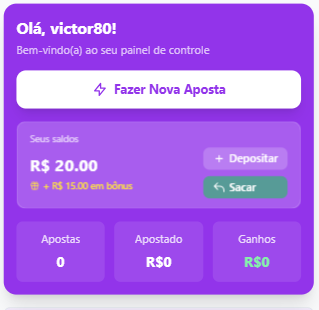 Olá, victor80!
Bem-vindo(a) ao seu painel de controle
Fazer Nova Aposta
Seus saldos
R$ 20.00
+ R$ 15.00 em bônus
+ Depositar
Sacar
Apostas
0
Apostado
R$0
Ganhos
R$0